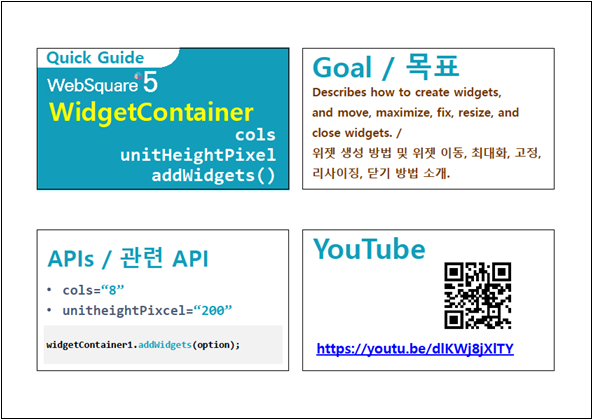 Quick Guide
WebSquare 5
WidgetContainer
cols
unitHeightPixel
addWidgets()
Goal / 목표
Describes how to create widgets,
and move, maximize, fix, resize, and
close widgets. /
위젯 생성 방법 및 위젯 이동, 최대화, 고정,
리사이징, 닫기 방법 소개.
APIs / 관련 API
• cols=“8”
• unitheightPixcel=“200”
widgetContainer1.addWidgets(option);
YouTube
https://youtu.be/dlKWj8jXlTY